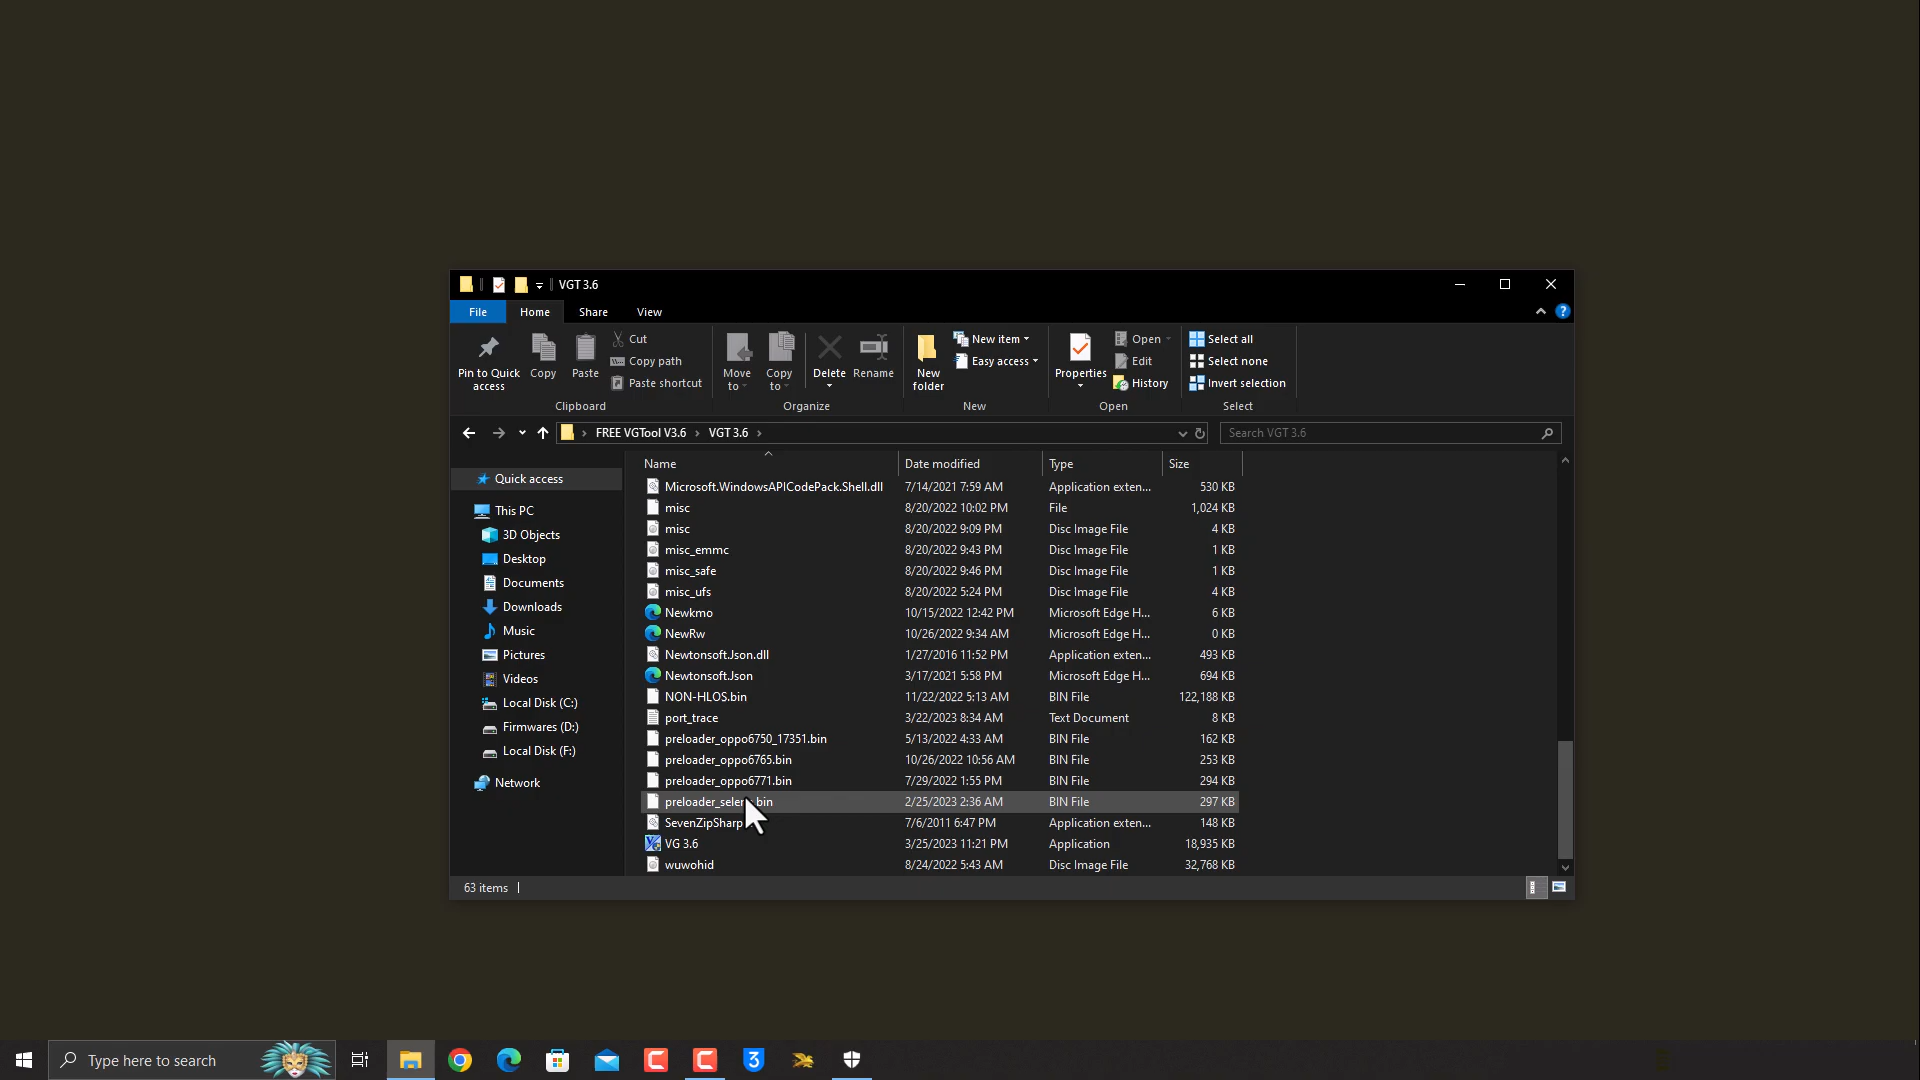 VGT 3.6
File Home Share View
Pin to Quick access
Copy
Paste
Cut
Copy path
Paste shortcut
Clipboard
Move to
Copy to
Delete
Rename
Organize
New folder
New item
Easy access
New
Properties
Open
Edit
History
Open
Select all
Select none
Invert selection
Select
FREE VGTool V3.6 > VGT 3.6 >
Search VGT 3.6
Quick access
This PC
3D Objects
Desktop
Documents
Downloads
Music
Pictures
Videos
Local Disk (C:)
Firmwares (D:)
Local Disk (F:)
Network
Name Date modified Type Size
Microsoft.WindowsAPICodePack.Shell.dll 7/14/2021 7:59 AM Application exten... 530 KB
misc 8/20/2022 10:02 PM File 1,024 KB
misc 8/20/2022 9:09 PM Disc Image File 4 KB
misc_emmc 8/20/2022 9:43 PM Disc Image File 1 KB
misc_safe 8/20/2022 9:46 PM Disc Image File 1 KB
misc_ufs 8/20/2022 5:24 PM Disc Image File 4 KB
Newkmo 10/15/2022 12:42 PM Microsoft Edge H... 6 KB
NewRw 10/26/2022 9:34 AM Microsoft Edge H... 0 KB
Newtonsoft.Json.dll 1/27/2016 11:52 PM Application exten... 493 KB
Newtonsoft.Json 3/17/2021 5:58 PM Microsoft Edge H... 694 KB
NON-HLOS.bin 11/22/2022 5:13 AM BIN File 122,188 KB
port_trace 3/22/2023 8:34 AM Text Document 8 KB
preloader_oppo6750_17351.bin 5/13/2022 4:33 AM BIN File 162 KB
preloader_oppo6765.bin 10/26/2022 10:56 AM BIN File 253 KB
preloader_oppo6771.bin 7/29/2022 1:55 PM BIN File 294 KB
2/25/2023 2:36 AM BIN File 297 KB
SevenZipSharp 7/6/2011 6:47 PM Application exten... 148 KB
VG 3.6 3/25/2023 11:21 PM Application 18,935 KB
wuwohid 8/24/2022 5:43 AM Disc Image File 32,768 KB
63 items
Type here to search
3